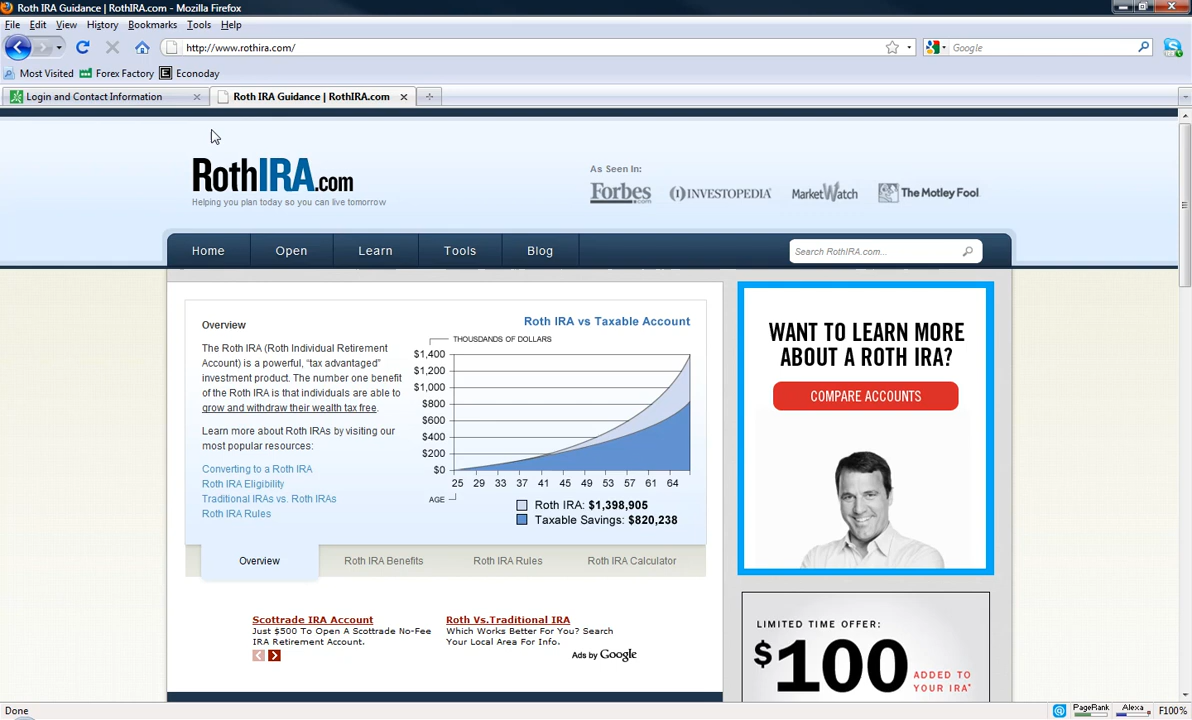 Roth IRA Guidance | RothIRA.com - Mozilla Firefox
File Edit View History Bookmarks Tools Help
http://www.rothira.com/
Google
Most Visited Forex Factory Econoday
Login and Contact Information
Roth IRA Guidance | RothIRA.com
RothIRA.com
Helping you plan today so you can live tomorrow
As Seen In:
Forbes.com INVESTOPEDIA MarketWatch The Motley Fool
Home Open Learn Tools Blog
Search RothIRA.com...
Overview
The Roth IRA (Roth Individual Retirement
Account) is a powerful, “tax advantaged”
investment product. The number one benefit
of the Roth IRA is that individuals are able to
grow and withdraw their wealth tax free.
Learn more about Roth IRAs by visiting our
most popular resources:
Converting to a Roth IRA
Roth IRA Eligibility
Traditional IRAs vs. Roth IRAs
Roth IRA Rules
Roth IRA vs Taxable Account
THOUSANDS OF DOLLARS
$1,400
$1,200
$1,000
$800
$600
$400
$200
$0
25 29 33 37 41 45 49 53 57 61 64
AGE
Roth IRA: $1,398,905
Taxable Savings: $820,238
Overview Roth IRA Benefits Roth IRA Rules Roth IRA Calculator
WANT TO LEARN MORE
ABOUT A ROTH IRA?
COMPARE ACCOUNTS
Scottrade IRA Account
Just $500 To Open A Scottrade No-Fee
IRA Retirement Account.
Roth Vs.Traditional IRA
Which Works Better For You? Search
Your Local Area For Info.
Ads by Google
LIMITED TIME OFFER:
$100 ADDED TO
YOUR IRA*
Done
PageRank Alexa F100%